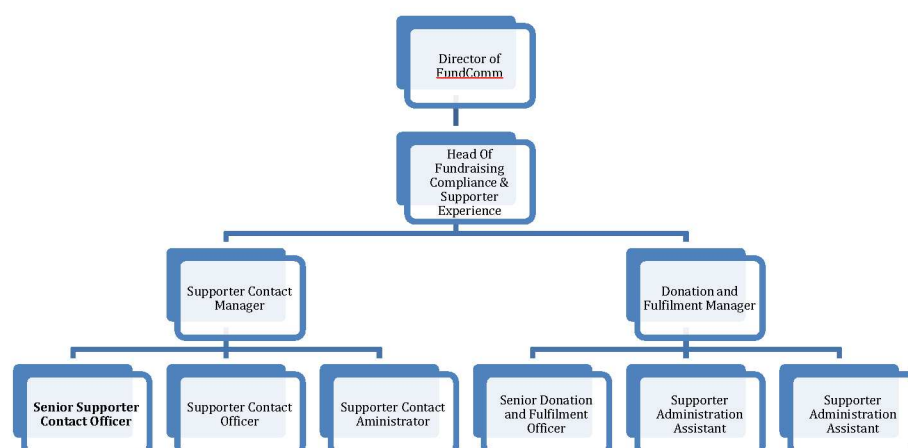 Director of
FundComm
Head Of
Fundraising
Compliance &
Supporter
Experience
Supporter Contact
Manager
Donation and
Fulfilment Manager
Senior Supporter
Contact Officer
Supporter Contact
Officer
Supporter Contact
Aministrator
Senior Donation
and Fulfilment
Officer
Supporter
Administration
Assistant
Supporter
Administration
Assistant